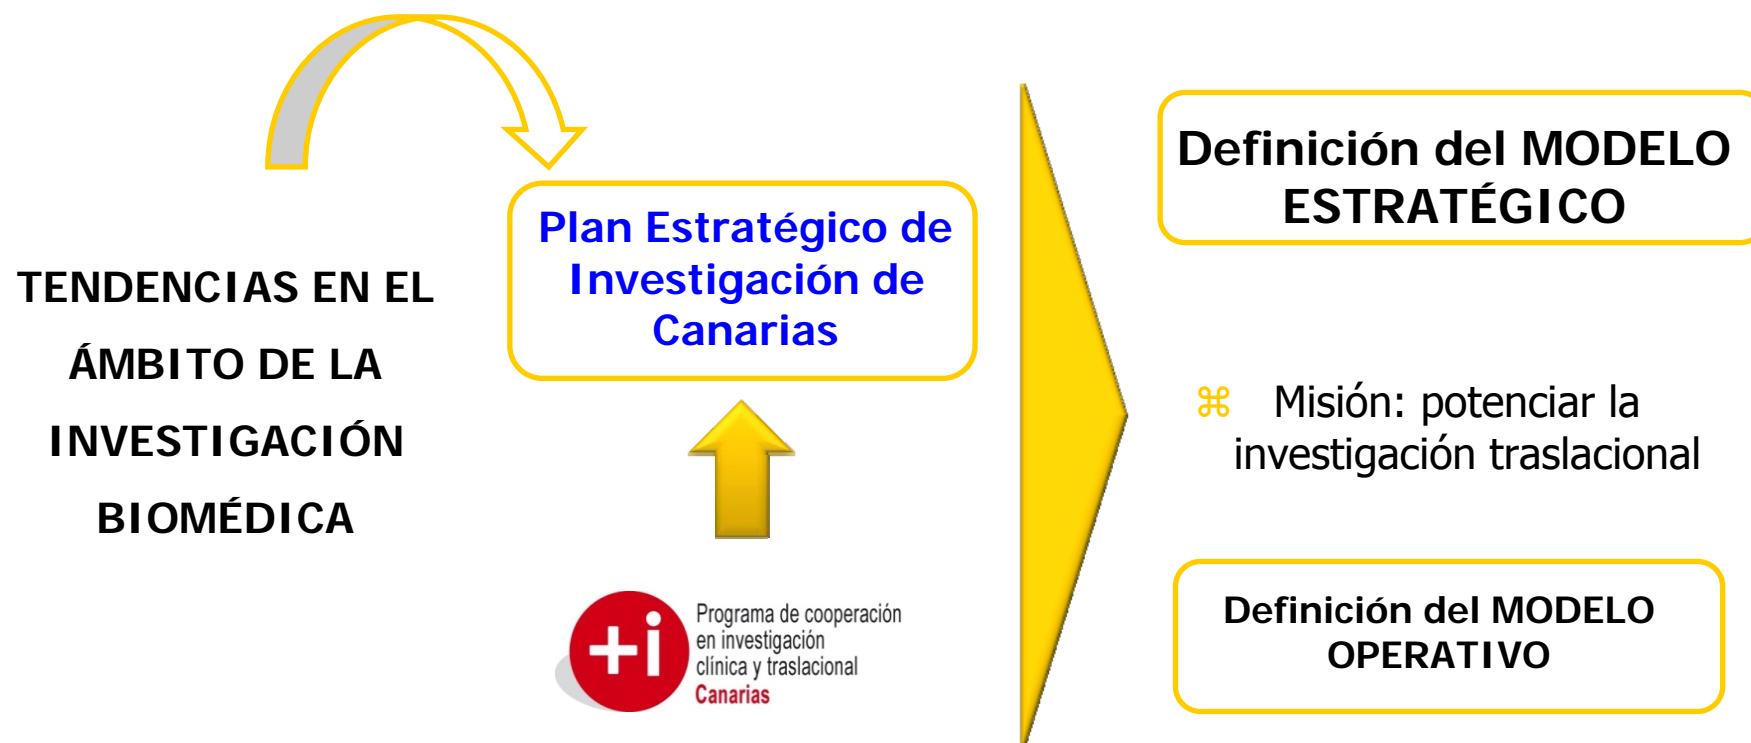 TENDENCIAS EN EL
ÁMBITO DE LA
INVESTIGACIÓN
BIOMÉDICA
Plan Estratégico de
Investigación de
Canarias
+i
Programa de cooperación
en investigación
clínica y traslacional
Canarias
Definición del MODELO
ESTRATÉGICO
⌘ Misión: potenciar la
investigación traslacional
Definición del MODELO
OPERATIVO